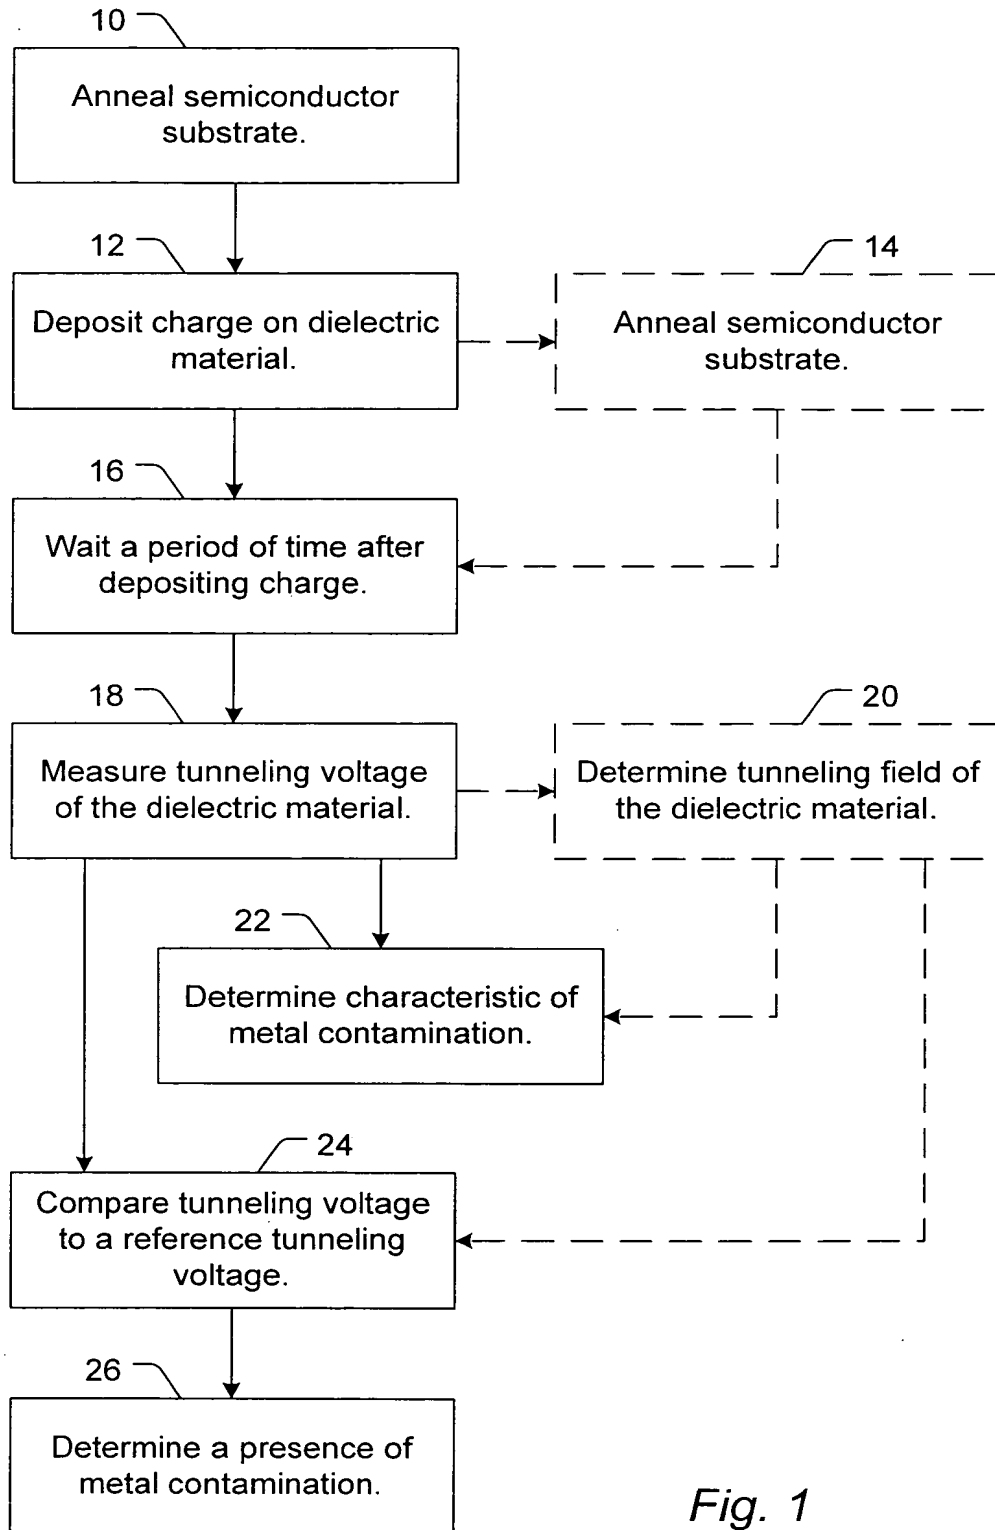 10
Anneal semiconductor
substrate.
12
Deposit charge on dielectric
material.
14
Anneal semiconductor
substrate.
16
Wait a period of time after
depositing charge.
18
Measure tunneling voltage
of the dielectric material.
20
Determine tunneling field of
the dielectric material.
22
Determine characteristic of
metal contamination.
24
Compare tunneling voltage
to a reference tunneling
voltage.
26
Determine a presence of
metal contamination.
Fig. 1